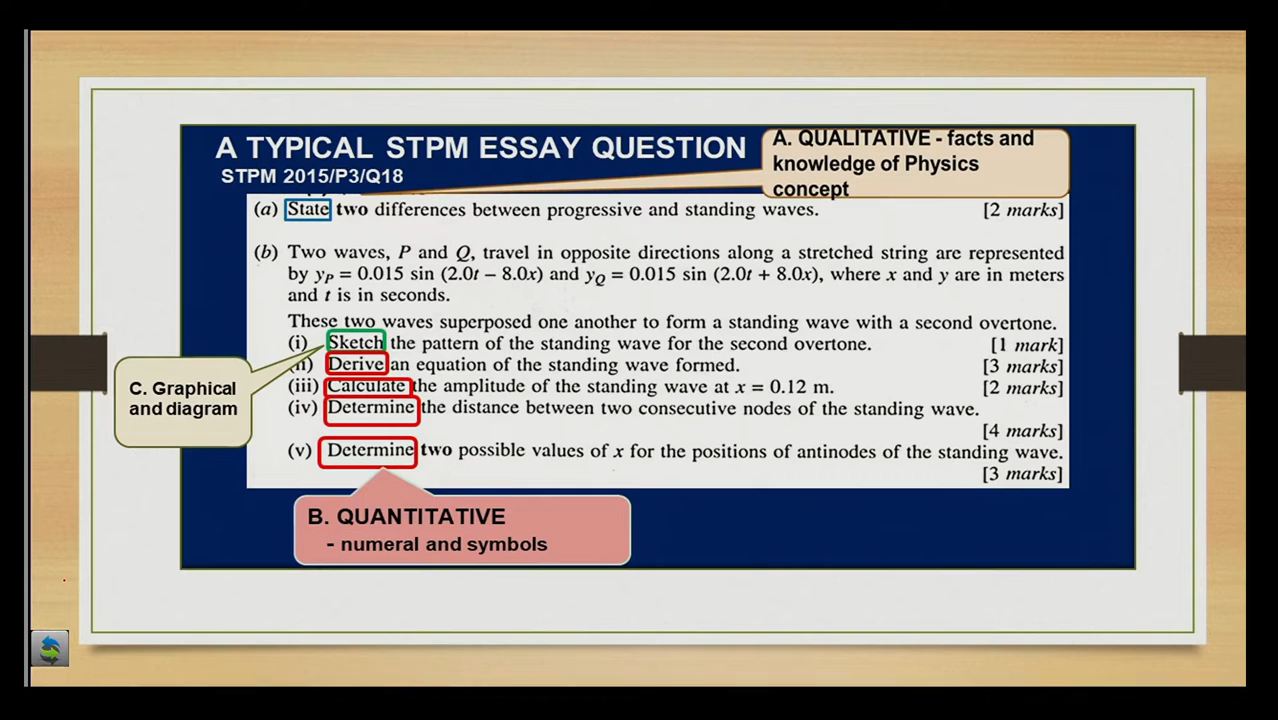 A TYPICAL STPM ESSAY QUESTION
STPM 2015/P3/Q18
A. QUALITATIVE - facts and
knowledge of Physics
concept
(a) State two differences between progressive and standing waves. [2 marks]
(b) Two waves, P and Q, travel in opposite directions along a stretched string are represented
by yP = 0.015 sin (2.0t − 8.0x) and yQ = 0.015 sin (2.0t + 8.0x), where x and y are in meters
and t is in seconds.
These two waves superposed one another to form a standing wave with a second overtone.
(i) Sketch the pattern of the standing wave for the second overtone. [1 mark]
(ii) Derive an equation of the standing wave formed. [3 marks]
(iii) Calculate the amplitude of the standing wave at x = 0.12 m. [2 marks]
(iv) Determine the distance between two consecutive nodes of the standing wave.
[4 marks]
(v) Determine two possible values of x for the positions of antinodes of the standing wave.
[3 marks]
C. Graphical
and diagram
B. QUANTITATIVE
- numeral and symbols